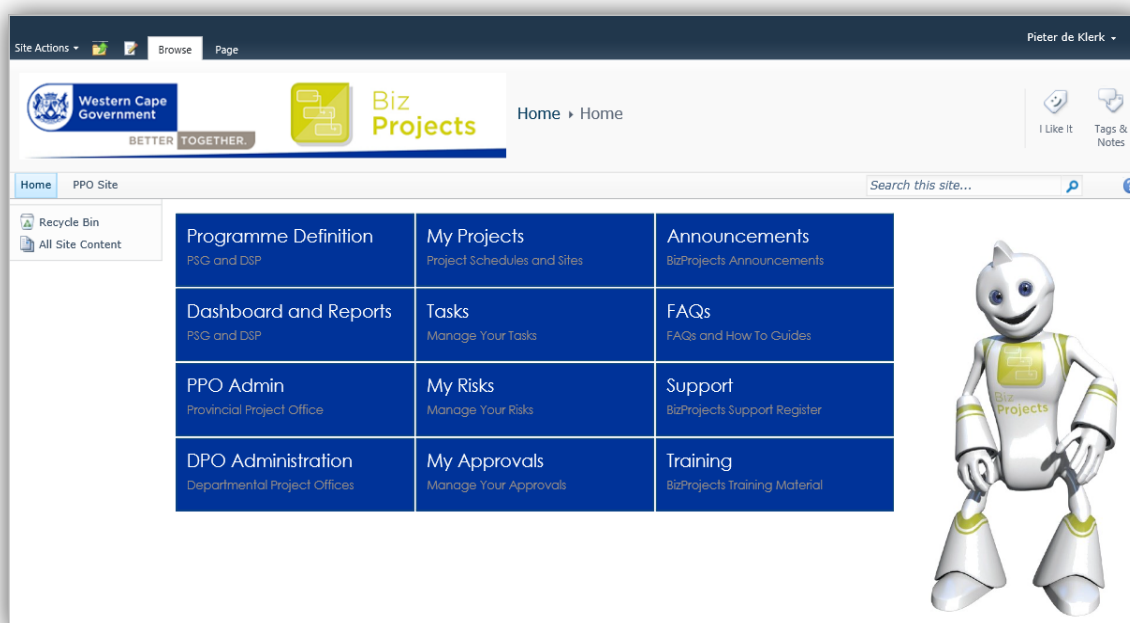 Pieter de Klerk
Site Actions
Browse
Page
Western Cape
Government
BETTER TOGETHER.
Biz
Projects
Home
Home
I Like It
Tags &
Notes
Home
PPO Site
Search this site...
Recycle Bin
All Site Content
Programme Definition
PSG and DSP
My Projects
Project Schedules and Sites
Announcements
BizProjects Announcements
Dashboard and Reports
PSG and DSP
Tasks
Manage Your Tasks
FAQs
FAQs and How To Guides
PPO Admin
Provincial Project Office
My Risks
Manage Your Risks
Support
BizProjects Support Register
DPO Administration
Departmental Project Offices
My Approvals
Manage Your Approvals
Training
BizProjects Training Material
Biz
Projects